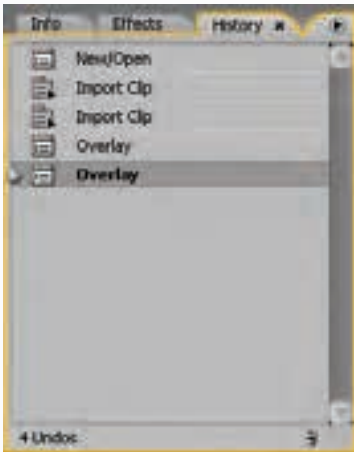 Info Effects History
New/Open
Import Clip
Import Clip
Overlay
Overlay
4 Undos